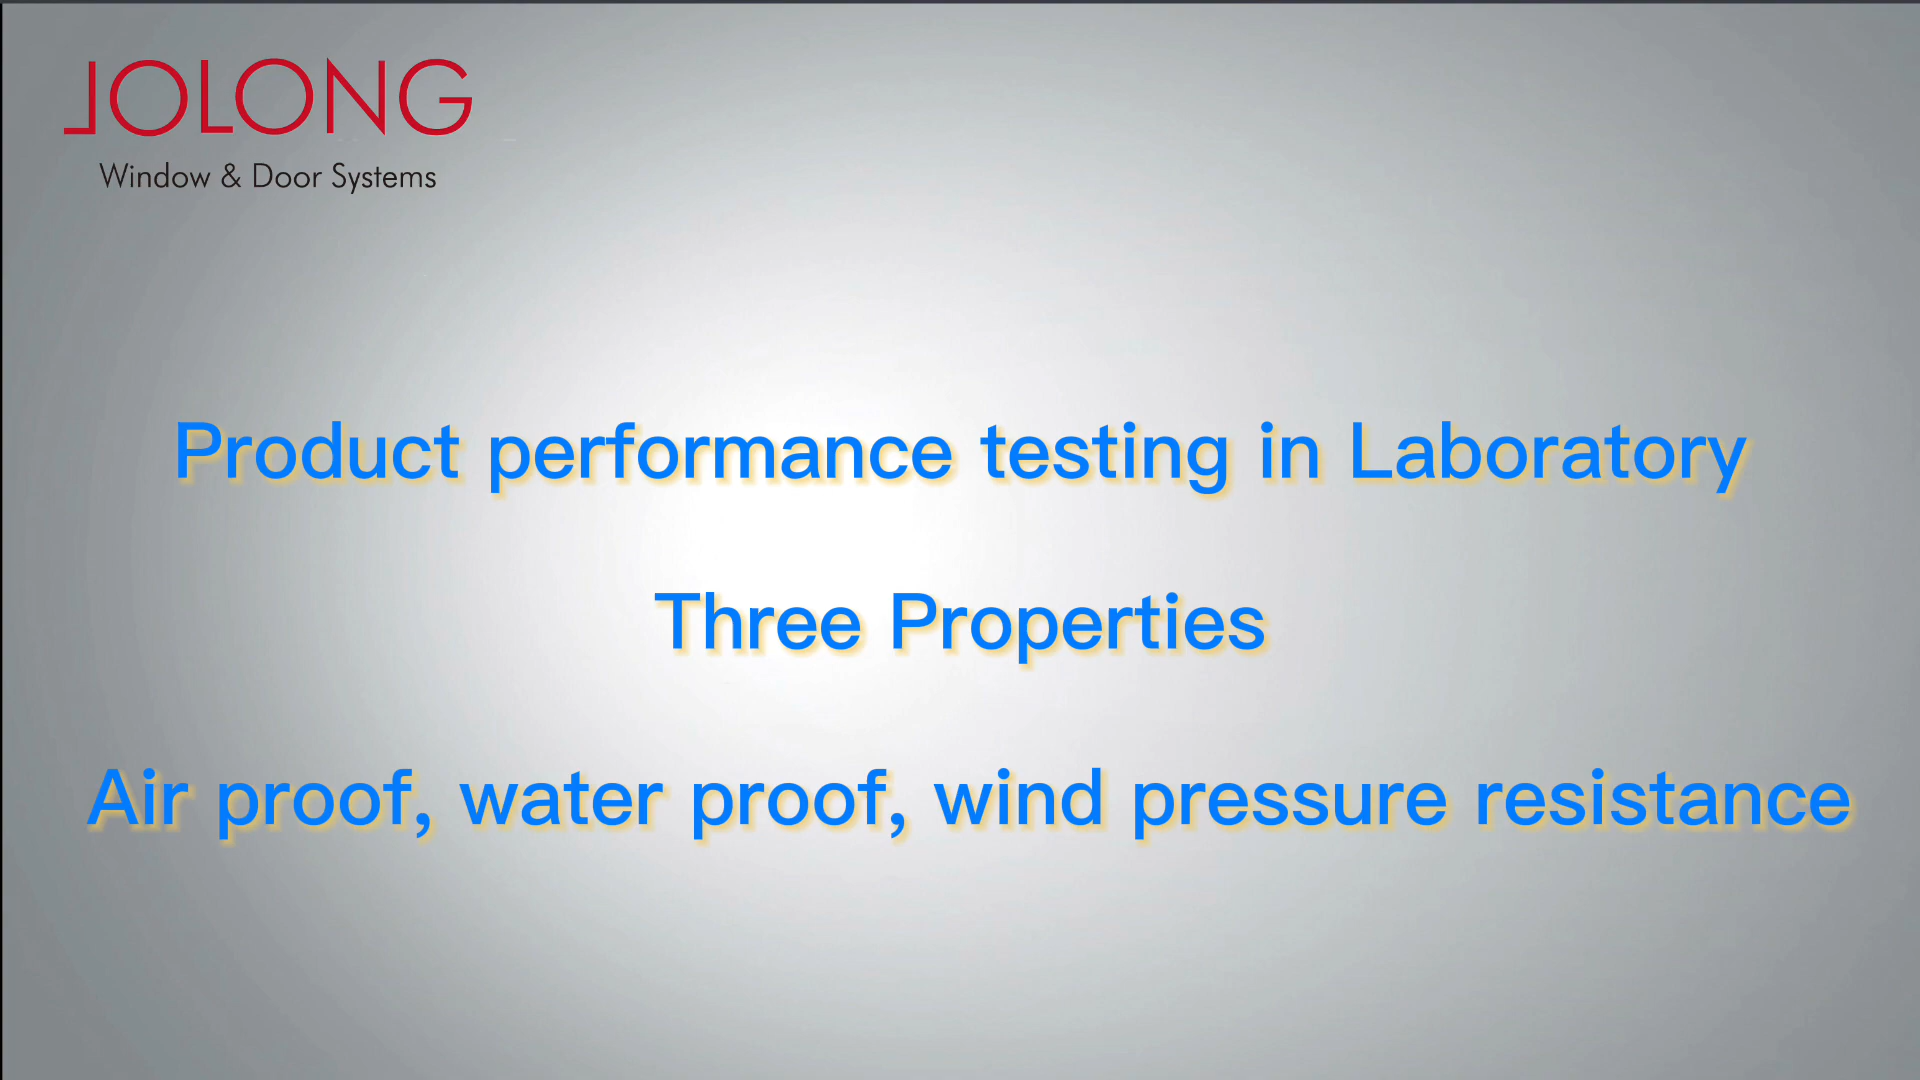 JOLONG
Window & Door Systems
Product performance testing in Laboratory
Three Properties
Air proof, water proof, wind pressure resistance